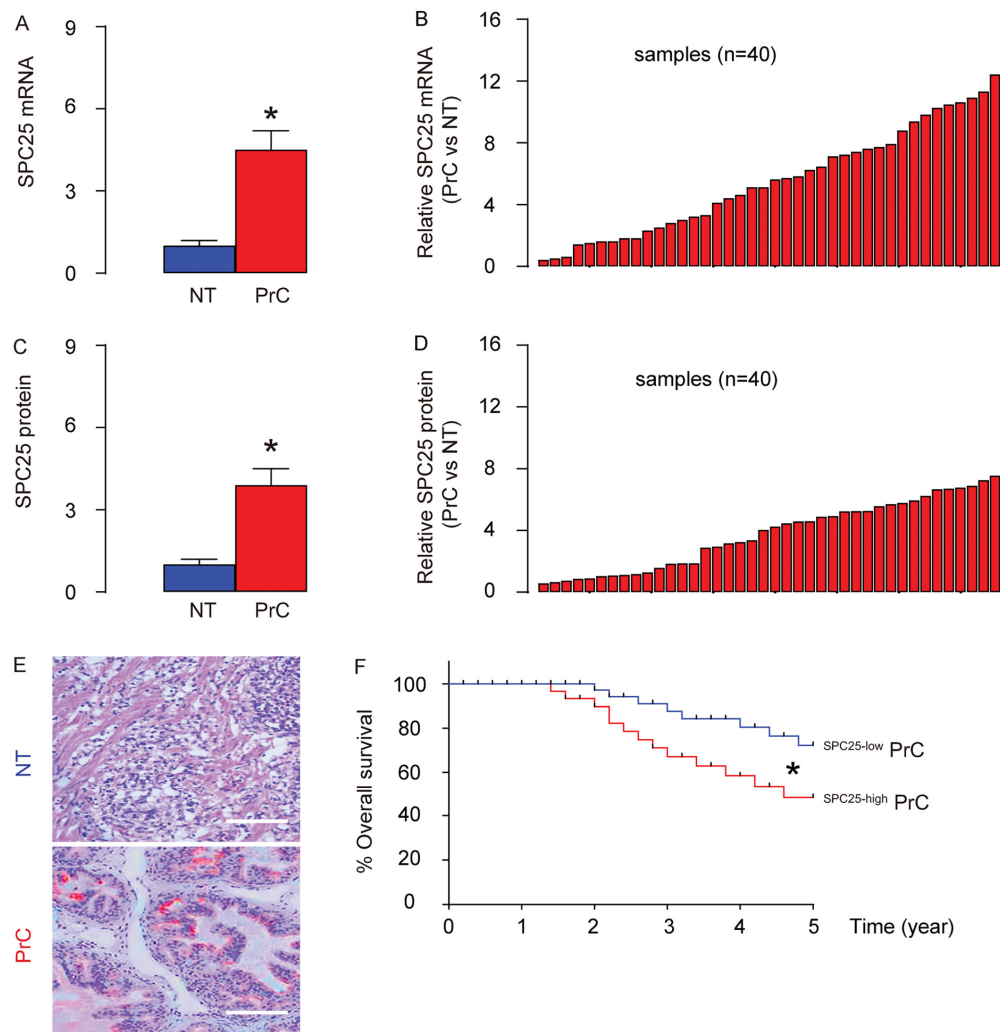 A
SPC25 mRNA
9
6
3
0
*
NT PrC
B
Relative SPC25 mRNA
(PrC vs NT)
16
12
8
4
0
samples (n=40)
C
SPC25 protein
9
6
3
0
*
NT PrC
D
Relative SPC25 protein
(PrC vs NT)
16
12
8
4
0
samples (n=40)
E
NT
PrC
F
% Overall survival
100
80
60
40
20
0
SPC25-low PrC
*
SPC25-high PrC
0 1 2 3 4 5 Time (year)